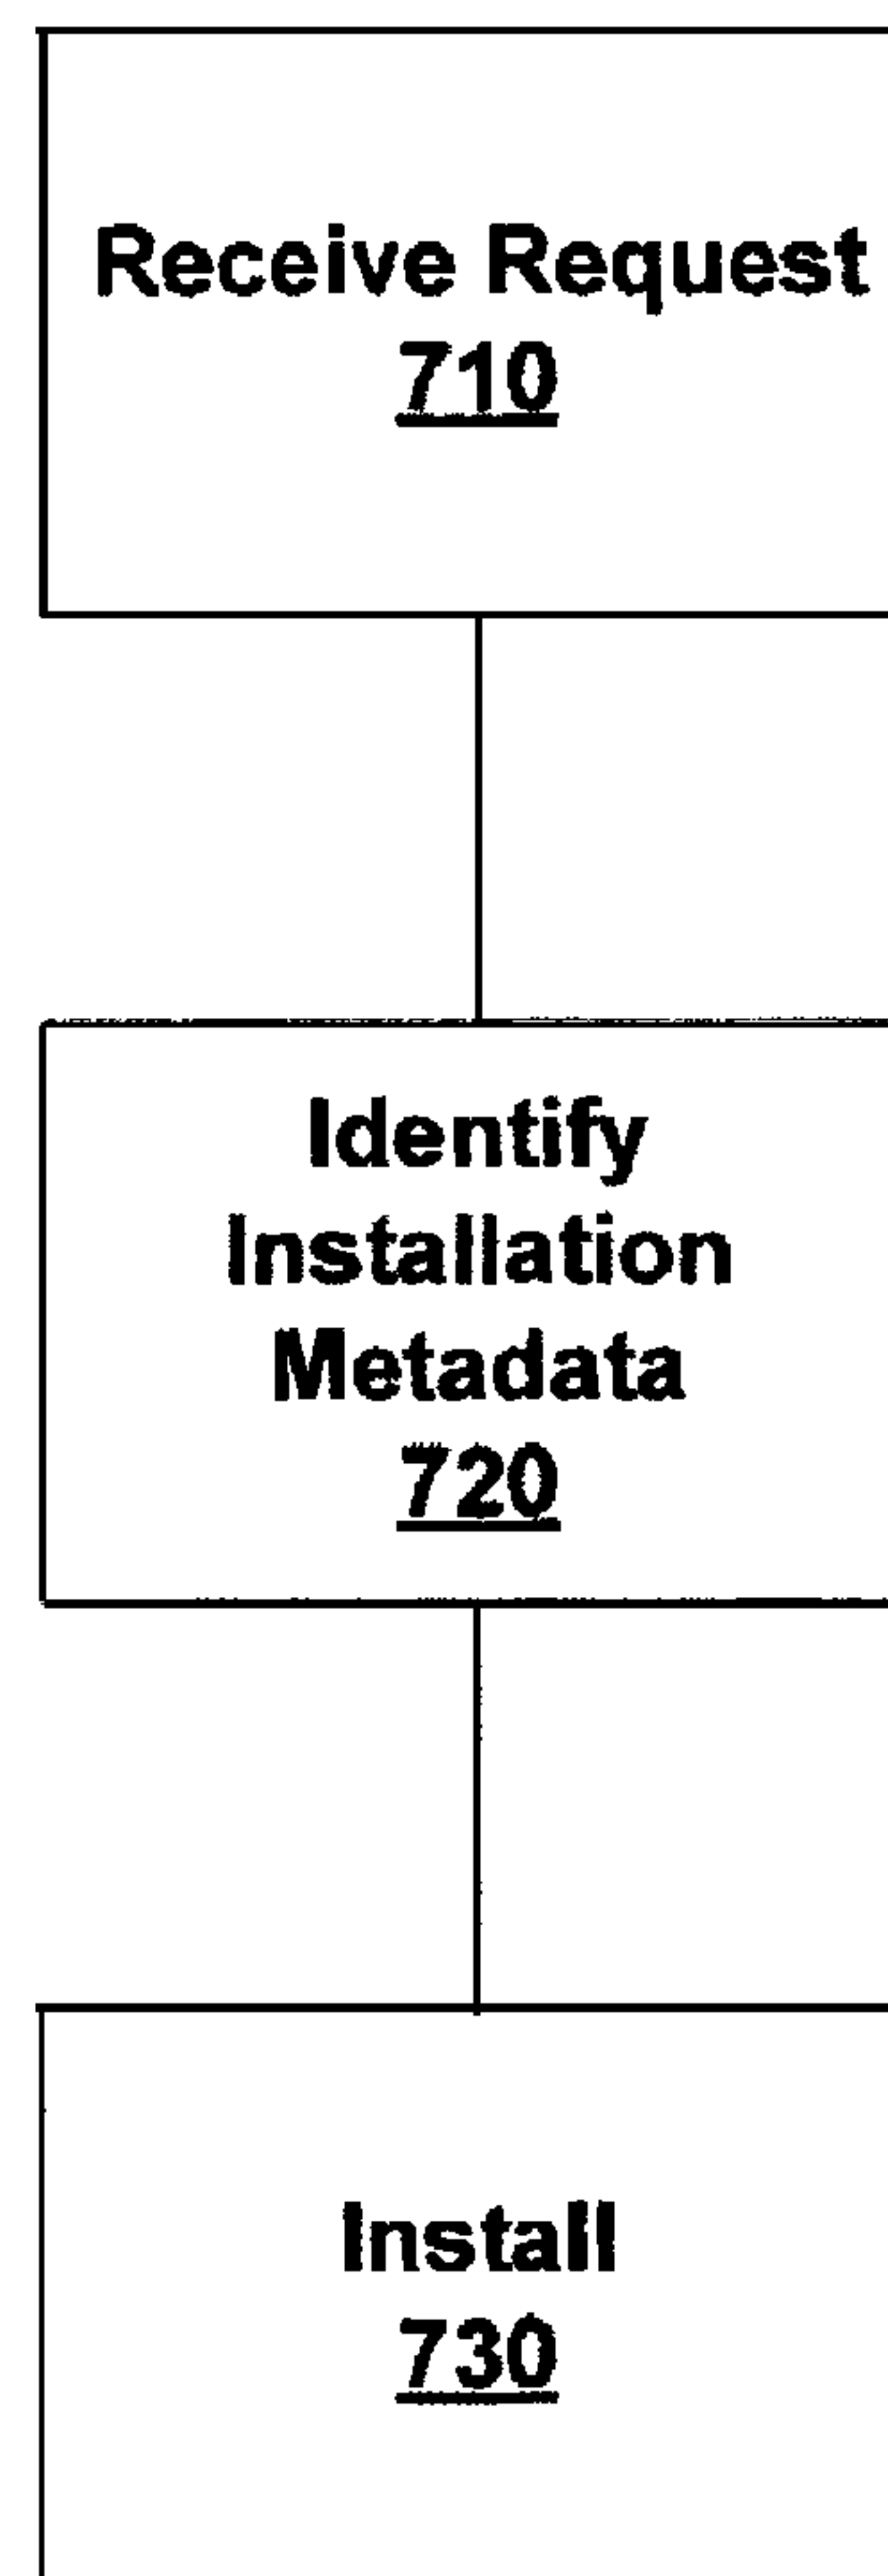 Receive Request
710
Identify
Installation
Metadata
720
Install
730